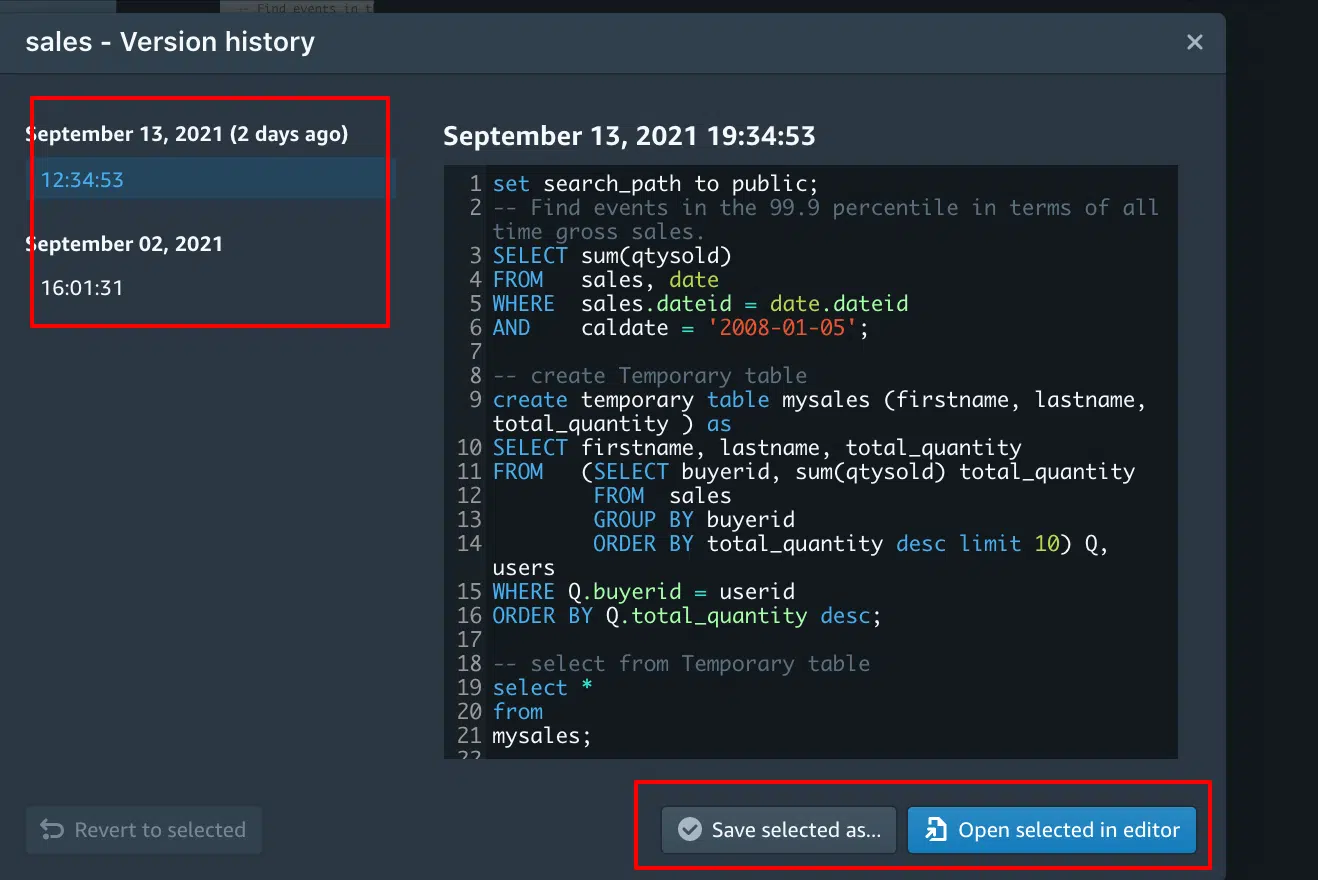 -- Find events in t
sales - Version history
September 13, 2021 (2 days ago)
12:34:53
September 02, 2021
16:01:31
September 13, 2021 19:34:53
1 set search_path to public;
2 -- Find events in the 99.9 percentile in terms of all
time gross sales.
3 SELECT sum(qtysold)
4 FROM   sales, date
5 WHERE  sales.dateid = date.dateid
6 AND    caldate = '2008-01-05';
7
8 -- create Temporary table
9 create temporary table mysales (firstname, lastname,
total_quantity ) as
10 SELECT firstname, lastname, total_quantity
11 FROM   (SELECT buyerid, sum(qtysold) total_quantity
12         FROM  sales
13         GROUP BY buyerid
14         ORDER BY total_quantity desc limit 10) Q,
users
15 WHERE Q.buyerid = userid
16 ORDER BY Q.total_quantity desc;
17
18 -- select from Temporary table
19 select *
20 from
21 mysales;
22
Revert to selected
Save selected as...
Open selected in editor